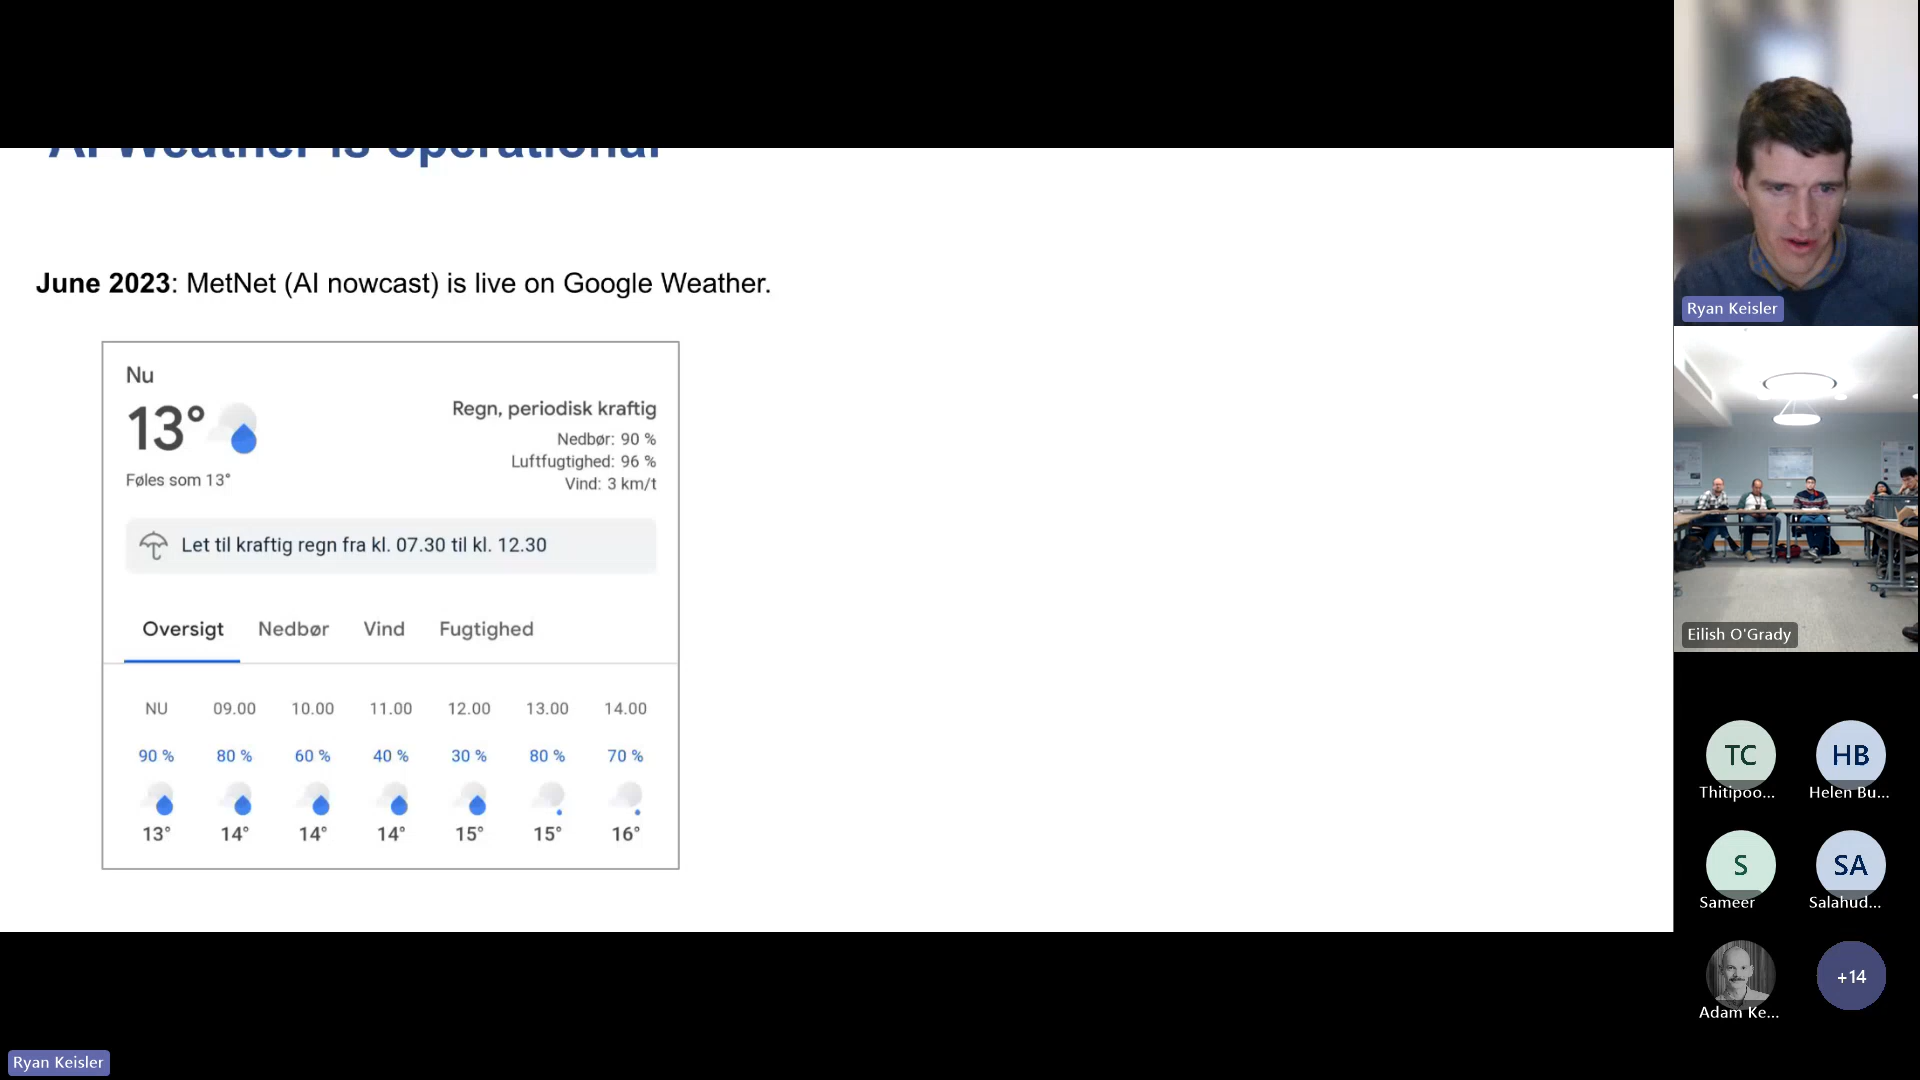 AI Weather is operational
June 2023: MetNet (AI nowcast) is live on Google Weather.
Nu
13°
Føles som 13°
Regn, periodisk kraftig
Nedbør: 90 %
Luftfugtighed: 96 %
Vind: 3 km/t
Let til kraftig regn fra kl. 07.30 til kl. 12.30
Oversigt Nedbør Vind Fugtighed
NU 09.00 10.00 11.00 12.00 13.00 14.00
90 % 80 % 60 % 40 % 30 % 80 % 70 %
13° 14° 14° 14° 15° 15° 16°
Ryan Keisler
Eilish O'Grady
TC HB
Thitipoo... Helen Bu...
S SA
Sameer Salahud...
+14
Adam Ke...
Ryan Keisler